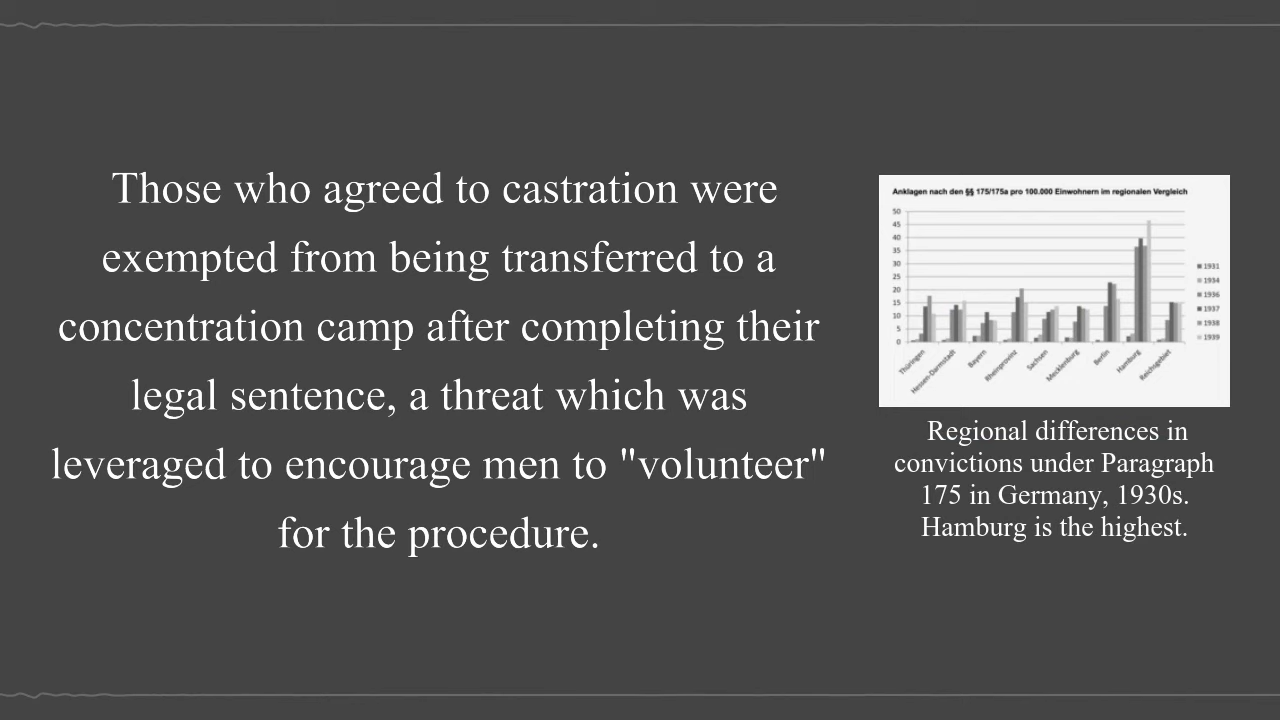 Those who agreed to castration were
exempted from being transferred to a
concentration camp after completing their
legal sentence, a threat which was
leveraged to encourage men to "volunteer"
for the procedure.
Anklagen nach den §§ 175/175a pro 100.000 Einwohnern im regionalen Vergleich
50
45
40
35
30
25
20
15
10
5
0
Thüringen
Hessen-Darmstadt
Bayern
Rheinprovinz
Sachsen
Mecklenburg
Berlin
Hamburg
Reichsgebiet
1931
1934
1936
1937
1938
1939
Regional differences in
convictions under Paragraph
175 in Germany, 1930s.
Hamburg is the highest.